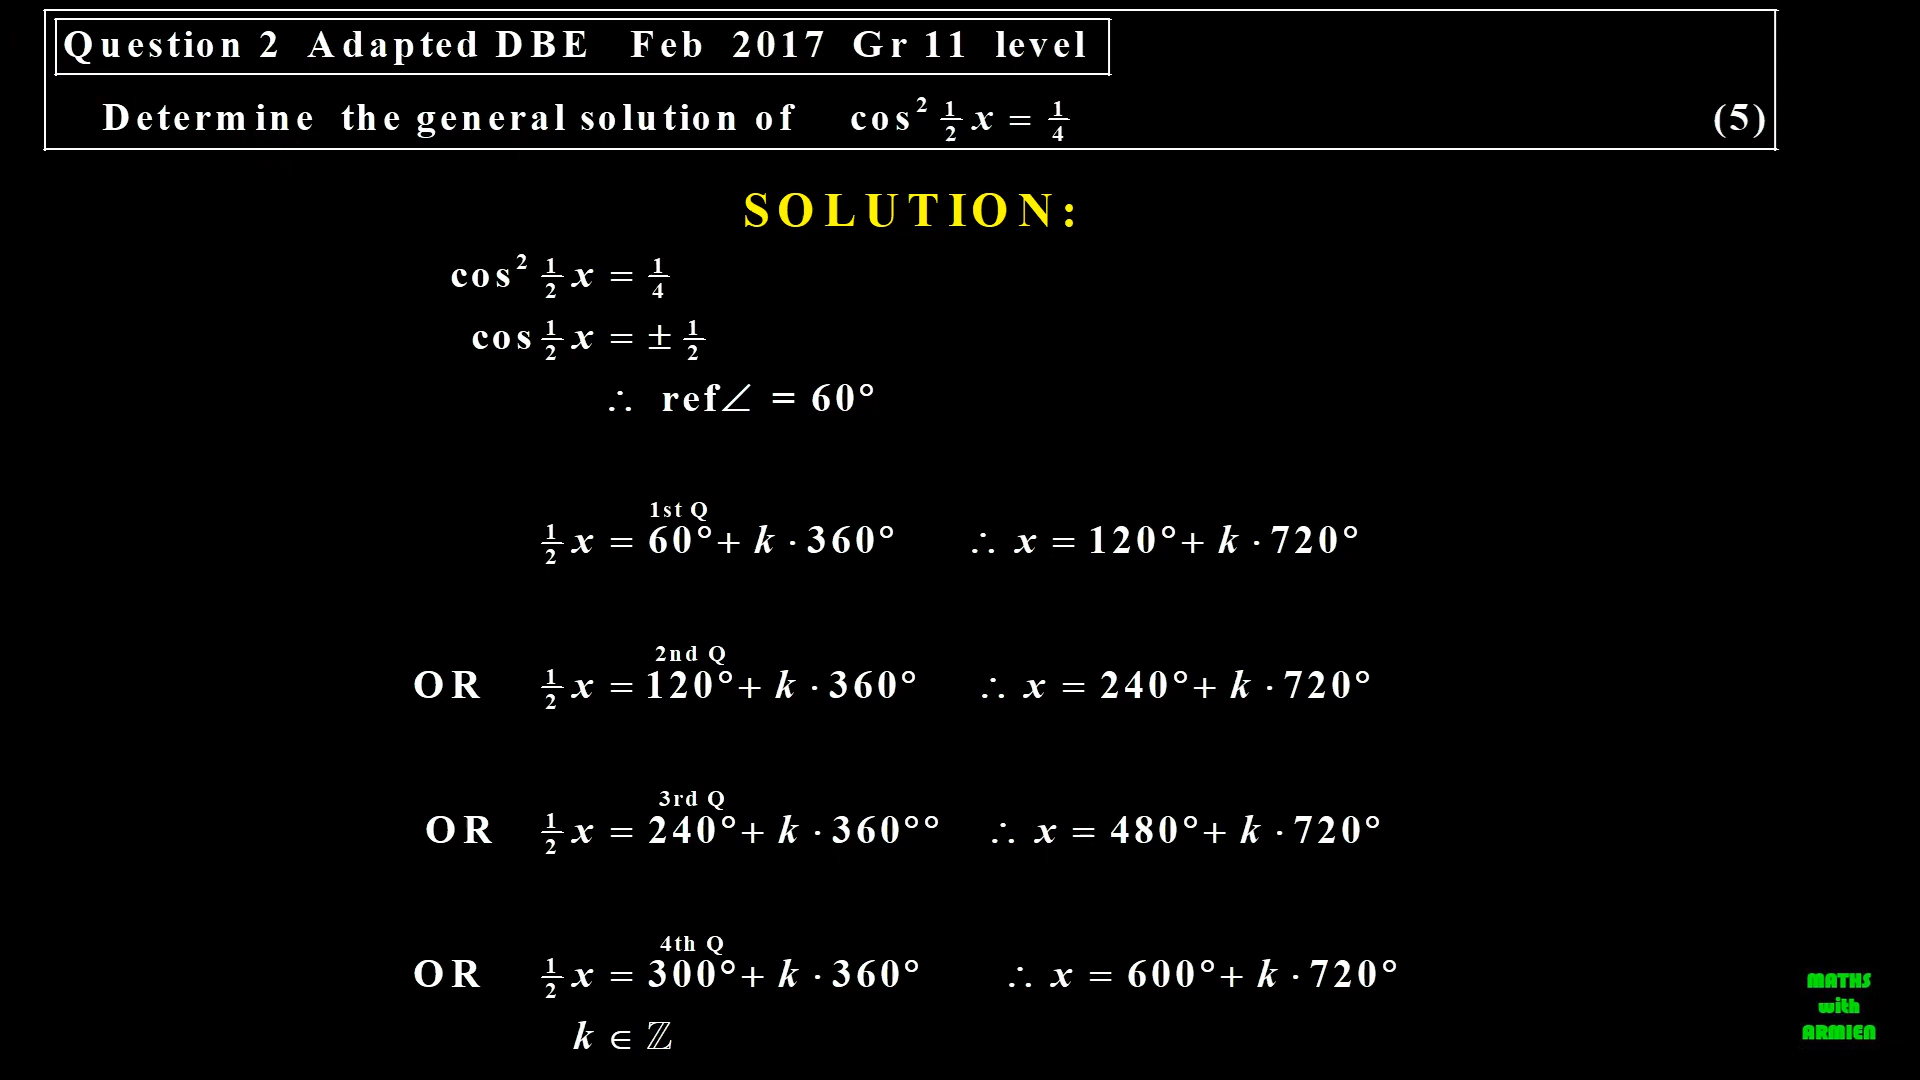 Question 2 Adapted DBE Feb 2017 Gr 11 level
Determine the general solution of cos² ½ x = ¼ (5)
SOLUTION:
cos² ½ x = ¼
cos ½ x = ± ½
∴ ref∠ = 60°
1st Q
½ x = 60° + k · 360° ∴ x = 120° + k · 720°
2nd Q
OR ½ x = 120° + k · 360° ∴ x = 240° + k · 720°
3rd Q
OR ½ x = 240° + k · 360°° ∴ x = 480° + k · 720°
4th Q
OR ½ x = 300° + k · 360° ∴ x = 600° + k · 720°
k ∈ ℤ
MATHS
with
ARMIEN